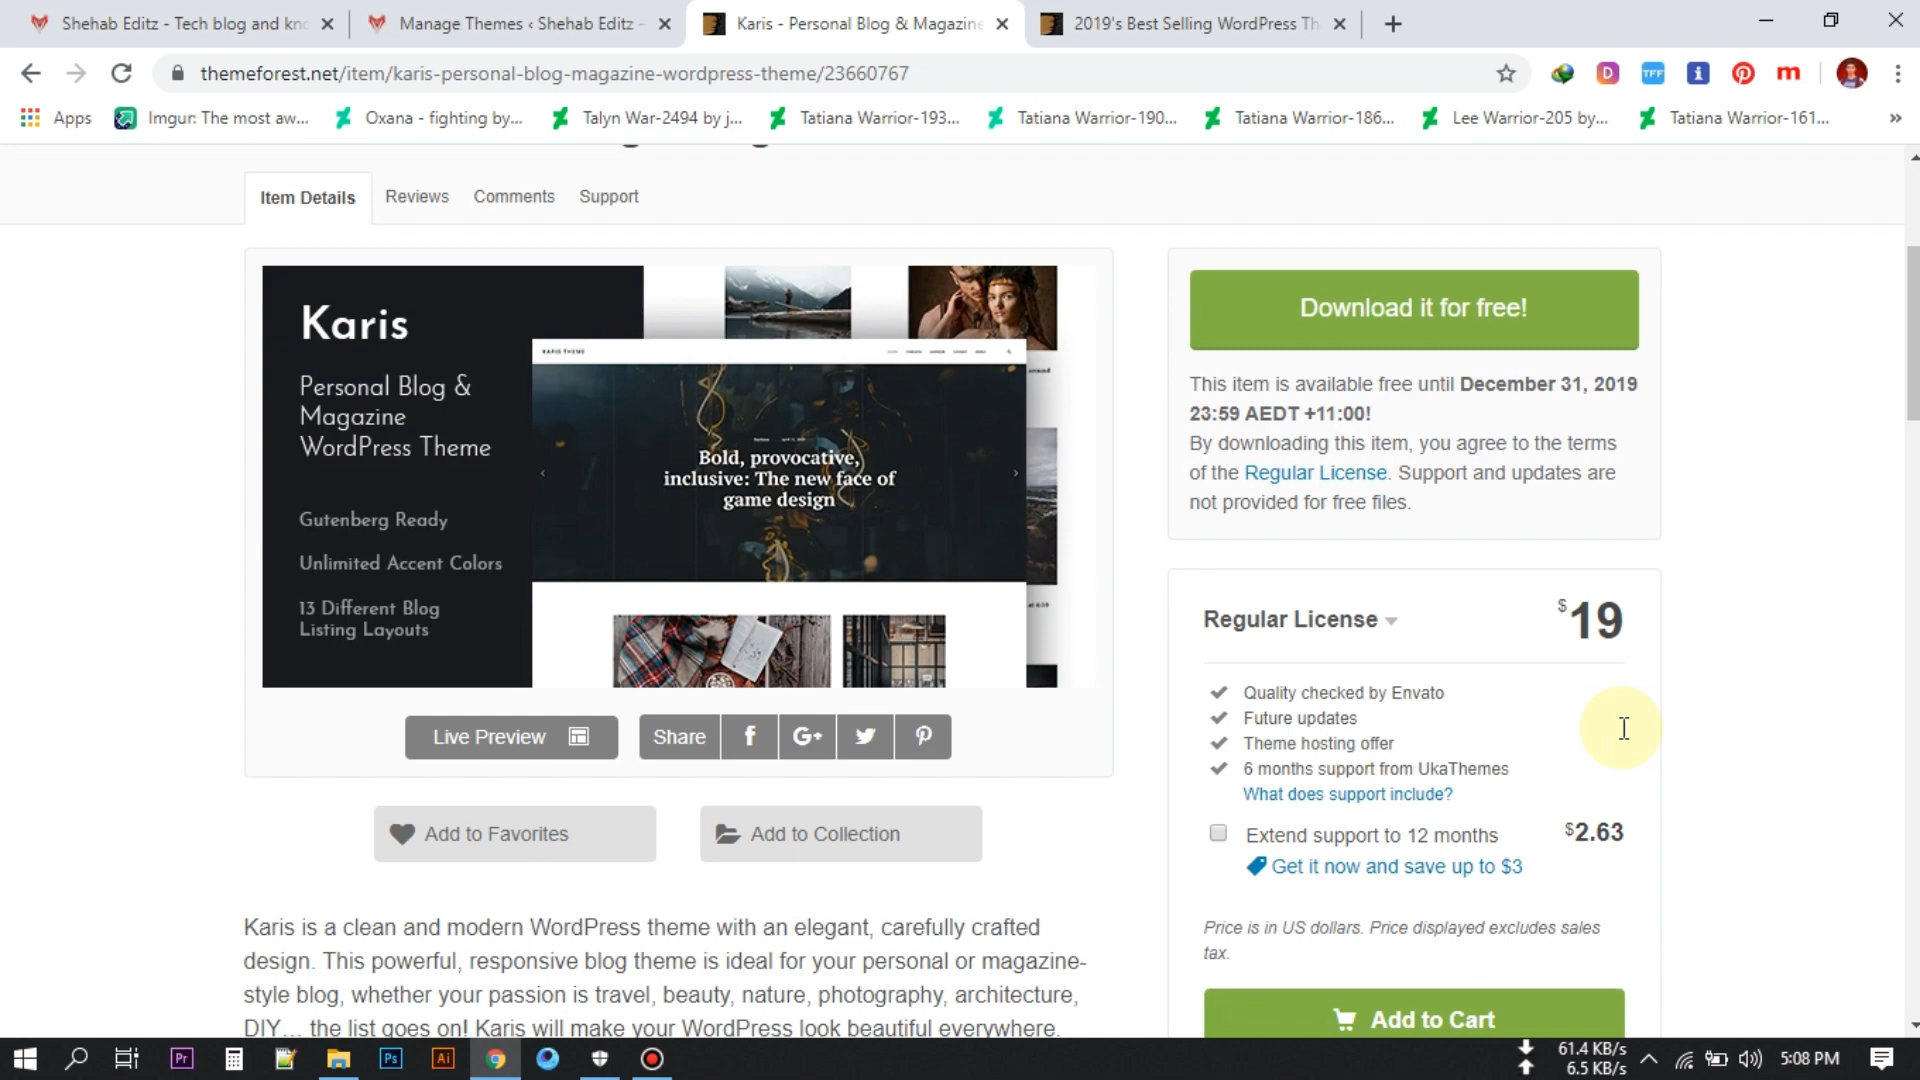 Shehab Editz - Tech blog and kno
Manage Themes ‹ Shehab Editz -
Karis - Personal Blog & Magazine
2019's Best Selling WordPress Th
themeforest.net/item/karis-personal-blog-magazine-wordpress-theme/23660767
Apps
Imgur: The most aw...
Oxana - fighting by...
Talyn War-2494 by j...
Tatiana Warrior-193...
Tatiana Warrior-190...
Tatiana Warrior-186...
Lee Warrior-205 by...
Tatiana Warrior-161...
Item Details
Reviews
Comments
Support
Karis
Personal Blog &
Magazine
WordPress Theme
Gutenberg Ready
Unlimited Accent Colors
13 Different Blog
Listing Layouts
KARIS THEME
Bold, provocative,
inclusive: The new face of
game design
Live Preview
Share
Add to Favorites
Add to Collection
Karis is a clean and modern WordPress theme with an elegant, carefully crafted
design. This powerful, responsive blog theme is ideal for your personal or magazine-
style blog, whether your passion is travel, beauty, nature, photography, architecture,
DIY… the list goes on! Karis will make your WordPress look beautiful everywhere.
Download it for free!
This item is available free until December 31, 2019
23:59 AEDT +11:00!
By downloading this item, you agree to the terms
of the Regular License. Support and updates are
not provided for free files.
Regular License
$19
Quality checked by Envato
Future updates
Theme hosting offer
6 months support from UkaThemes
What does support include?
Extend support to 12 months
$2.63
Get it now and save up to $3
Price is in US dollars. Price displayed excludes sales
tax.
Add to Cart
61.4 KB/s
6.5 KB/s
5:08 PM